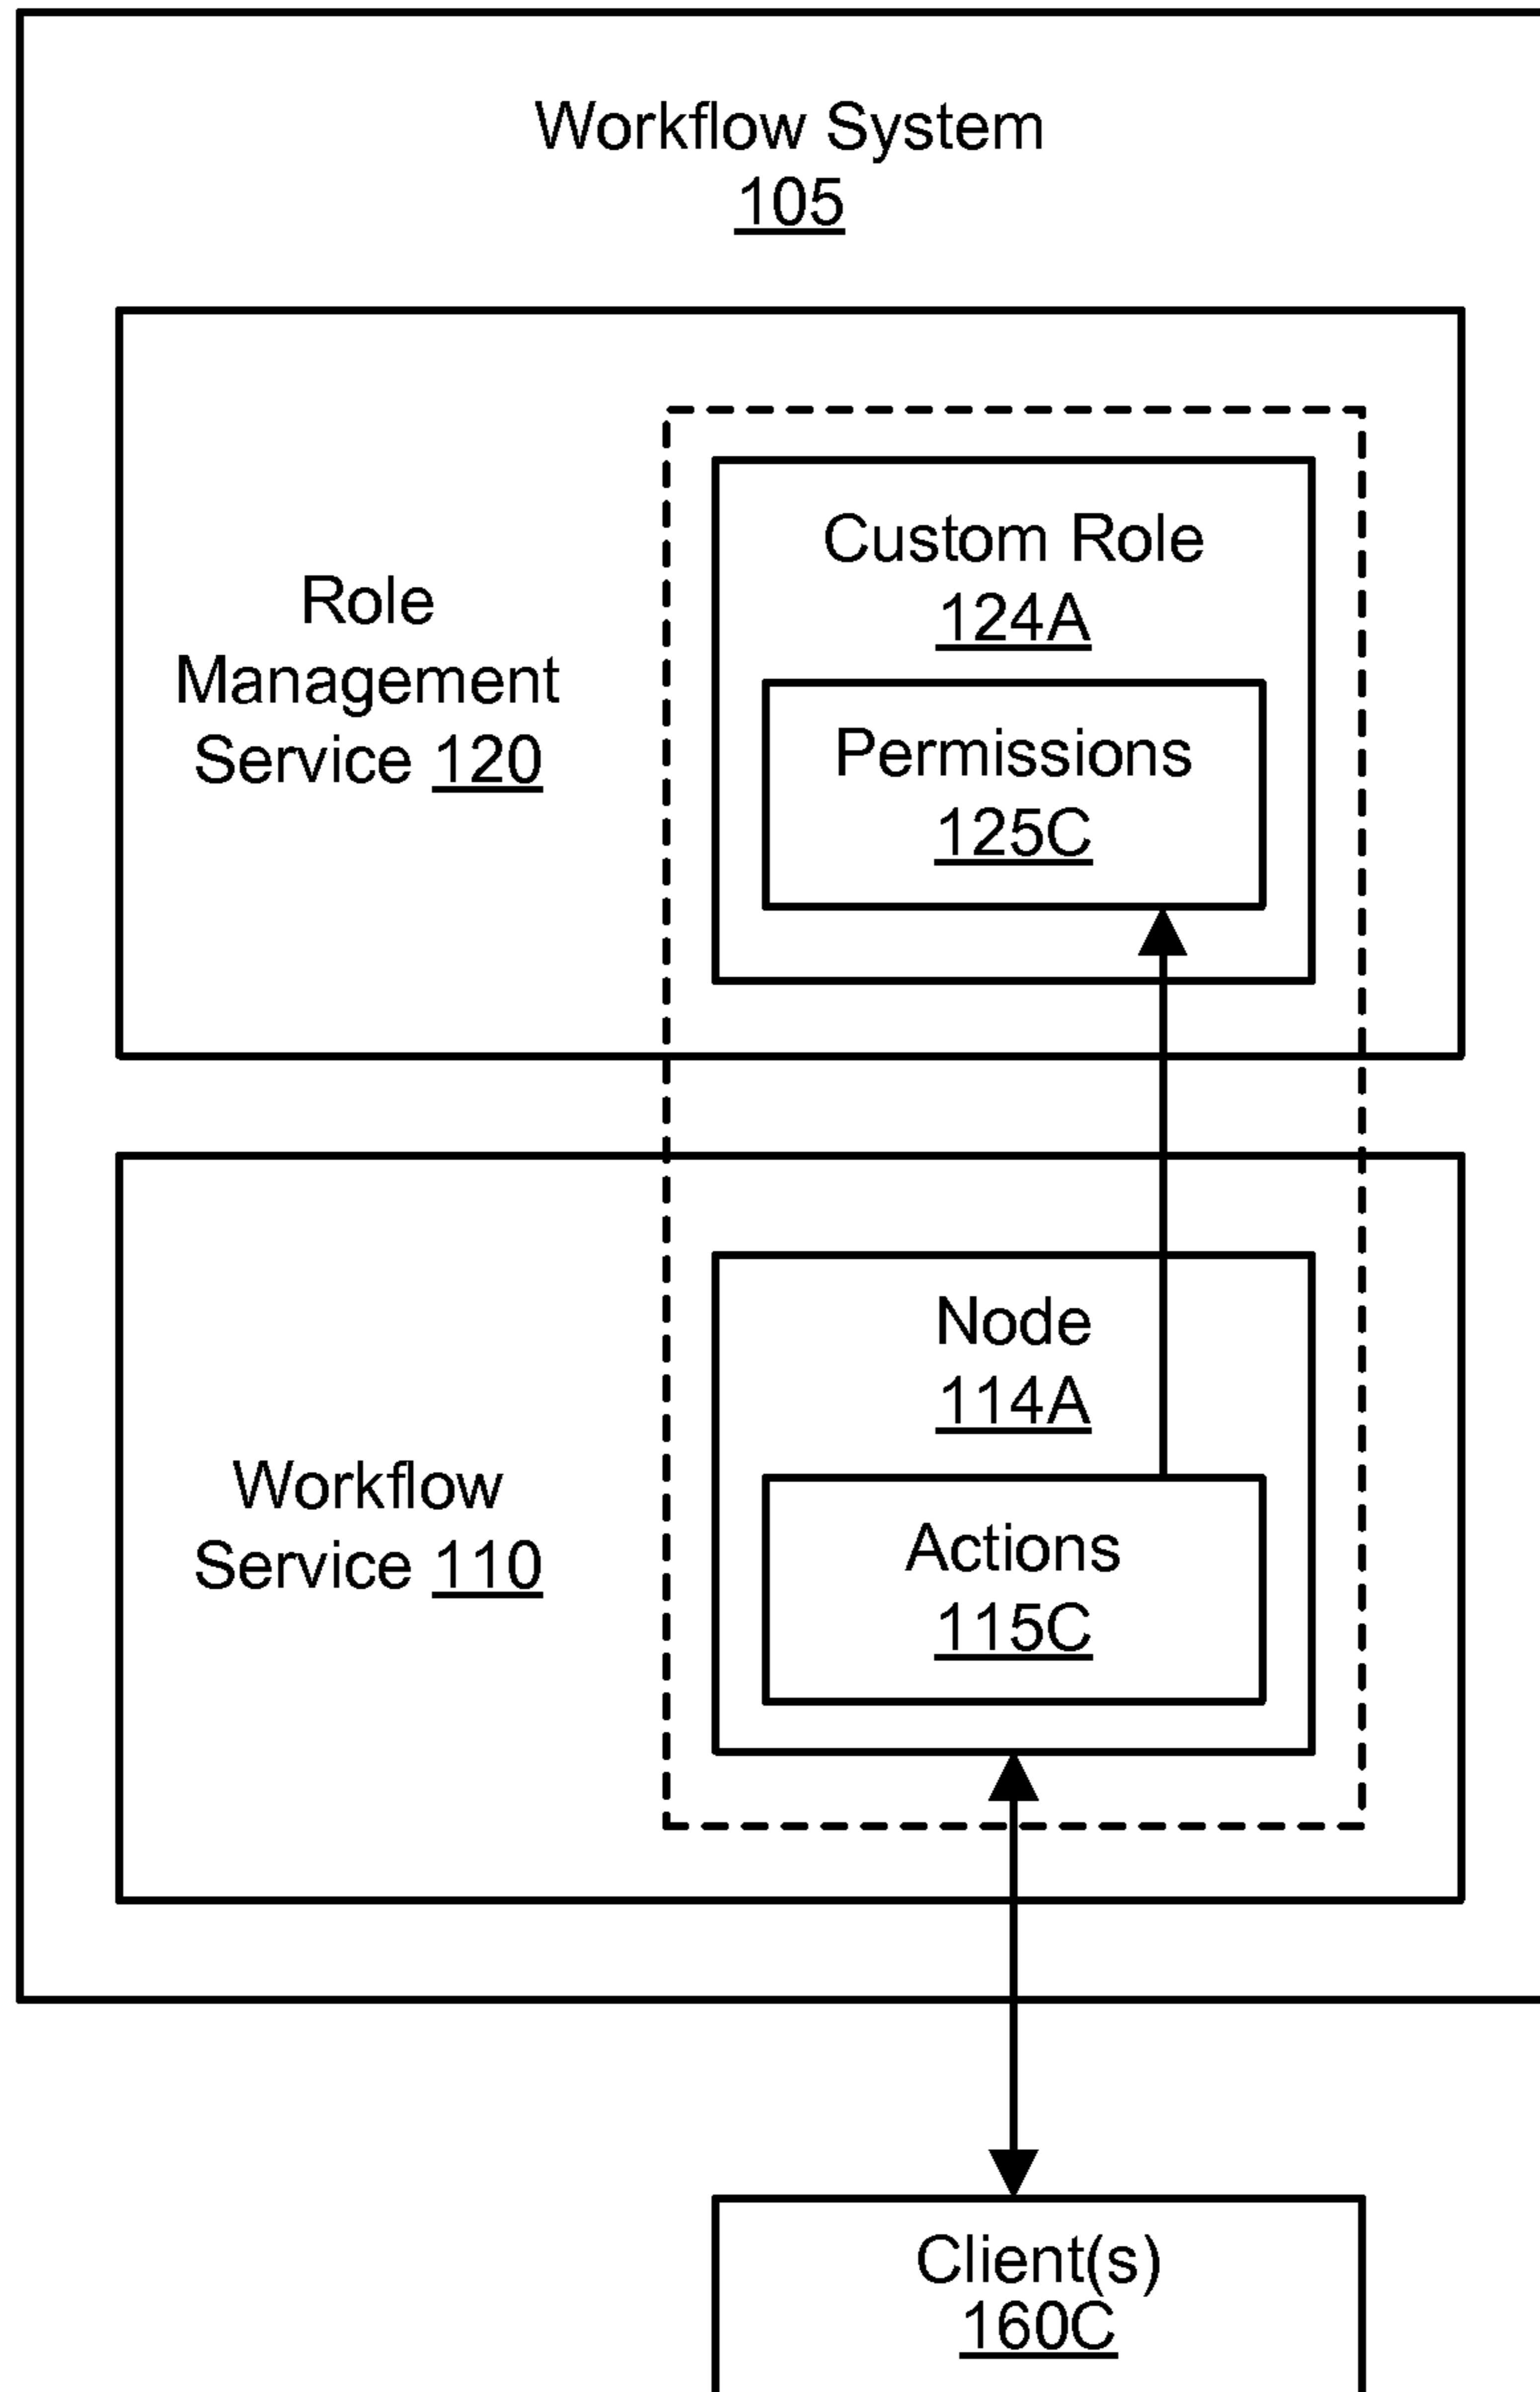 Workflow System
105
Role
Management
Service 120
Custom Role
124A
Permissions
125C
Workflow
Service 110
Node
114A
Actions
115C
Client(s)
160C